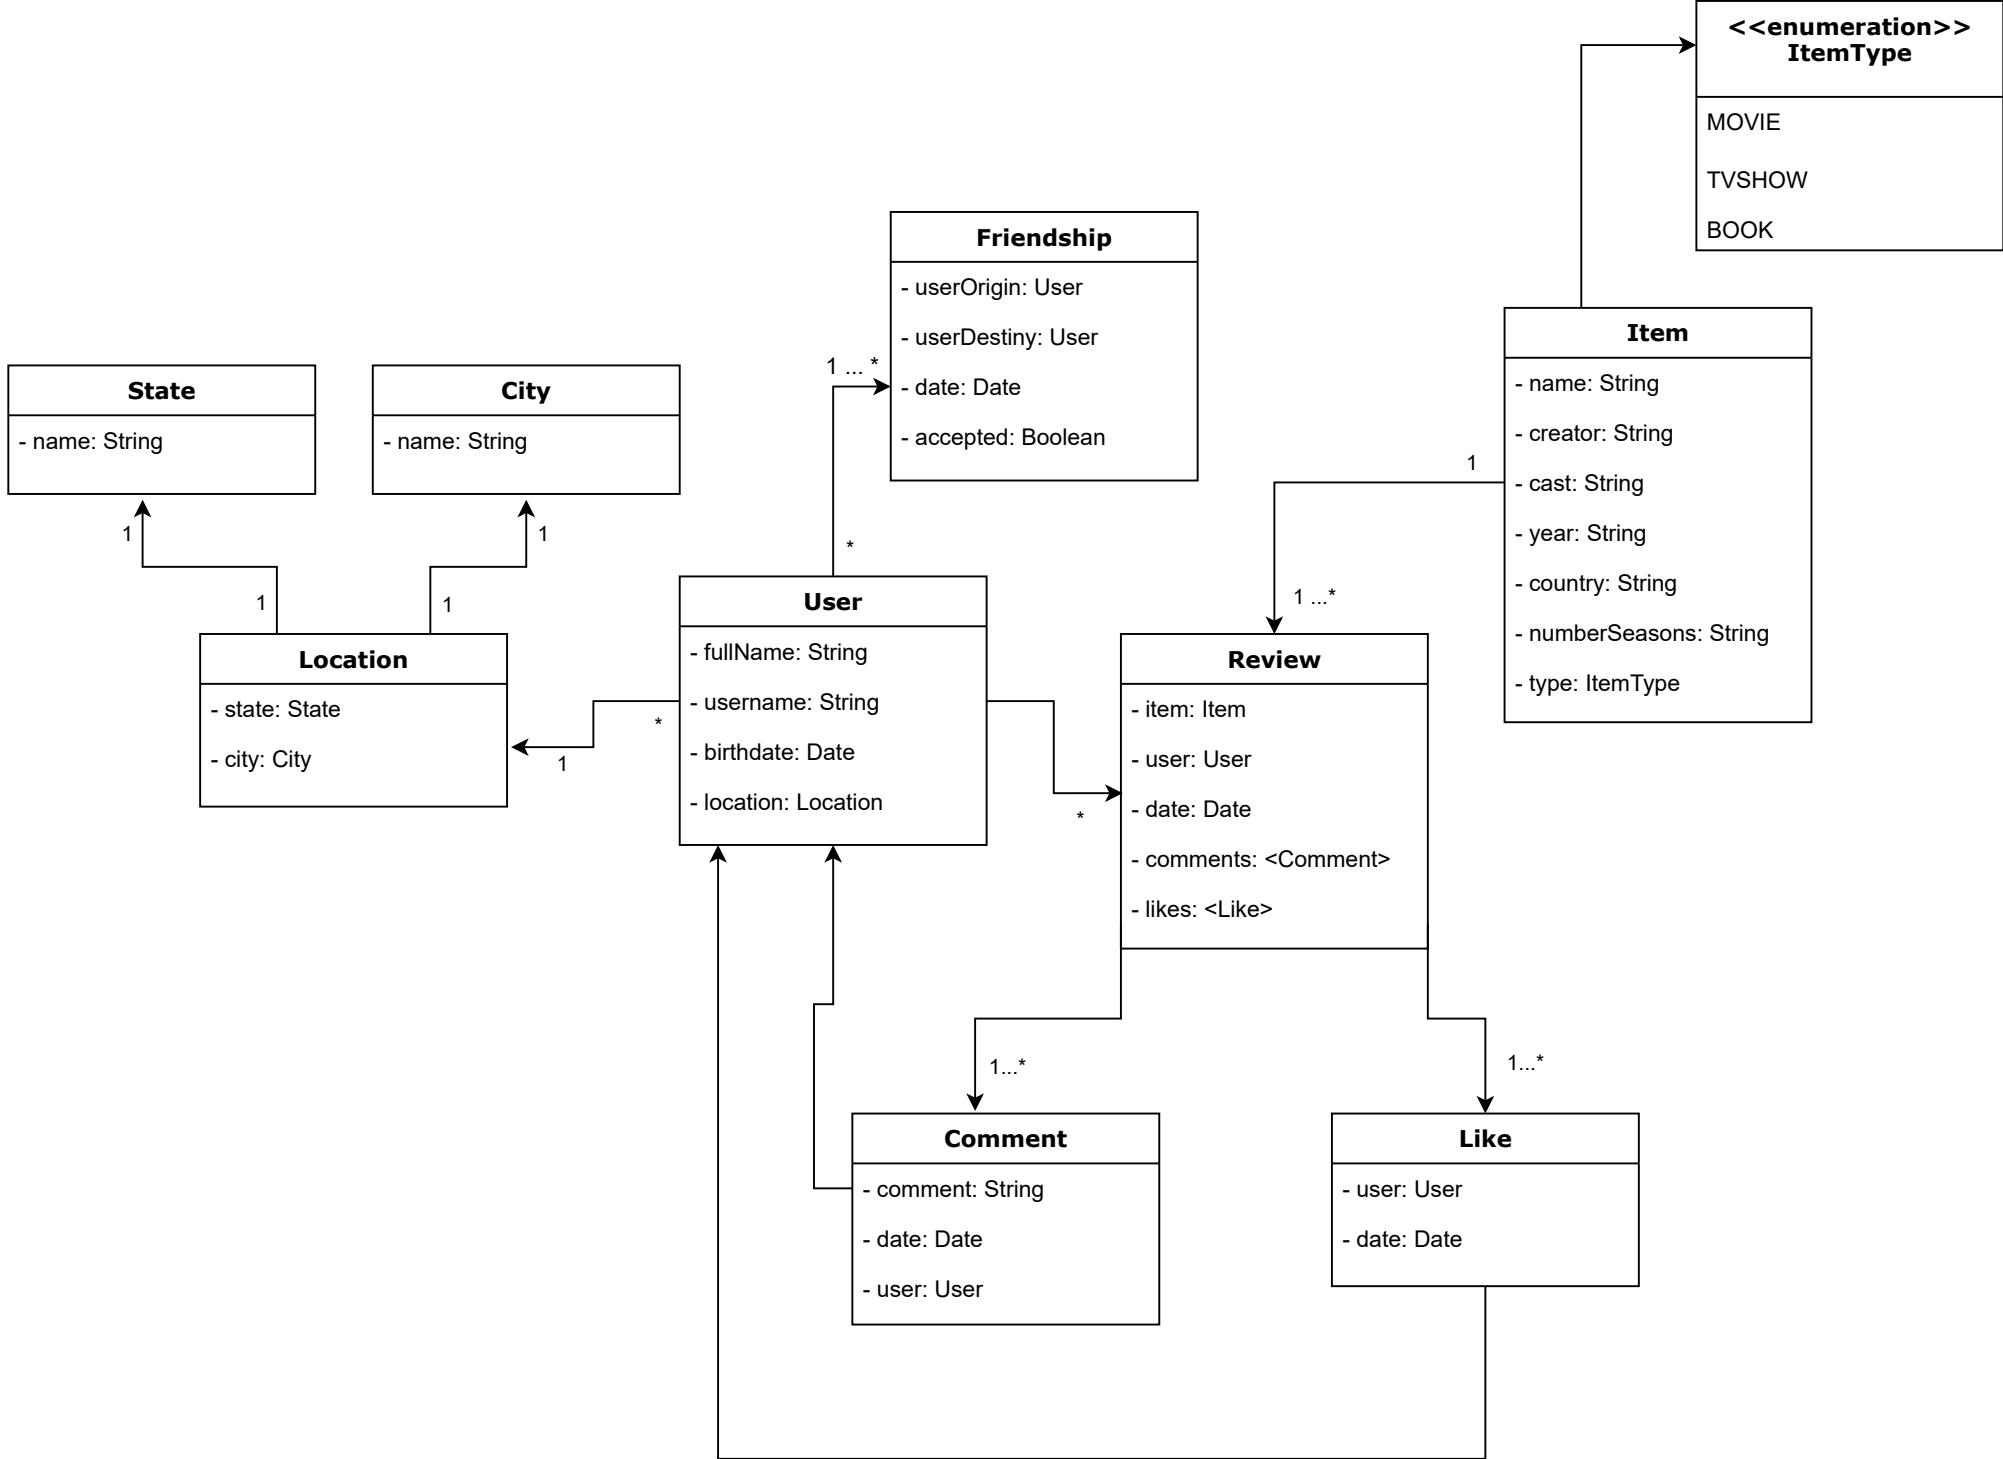 <<enumeration>>
ItemType
MOVIE
TVSHOW
BOOK
Friendship
- userOrigin: User
- userDestiny: User
- date: Date
- accepted: Boolean
1 ... *
*
Item
- name: String
- creator: String
- cast: String
- year: String
- country: String
- numberSeasons: String
- type: ItemType
1
1 ...*
State
- name: String
City
- name: String
1
1
1
1
Location
- state: State
- city: City
User
- fullName: String
- username: String
- birthdate: Date
- location: Location
*
1
*
Review
- item: Item
- user: User
- date: Date
- comments: <Comment>
- likes: <Like>
1...*
1...*
Comment
- comment: String
- date: Date
- user: User
Like
- user: User
- date: Date